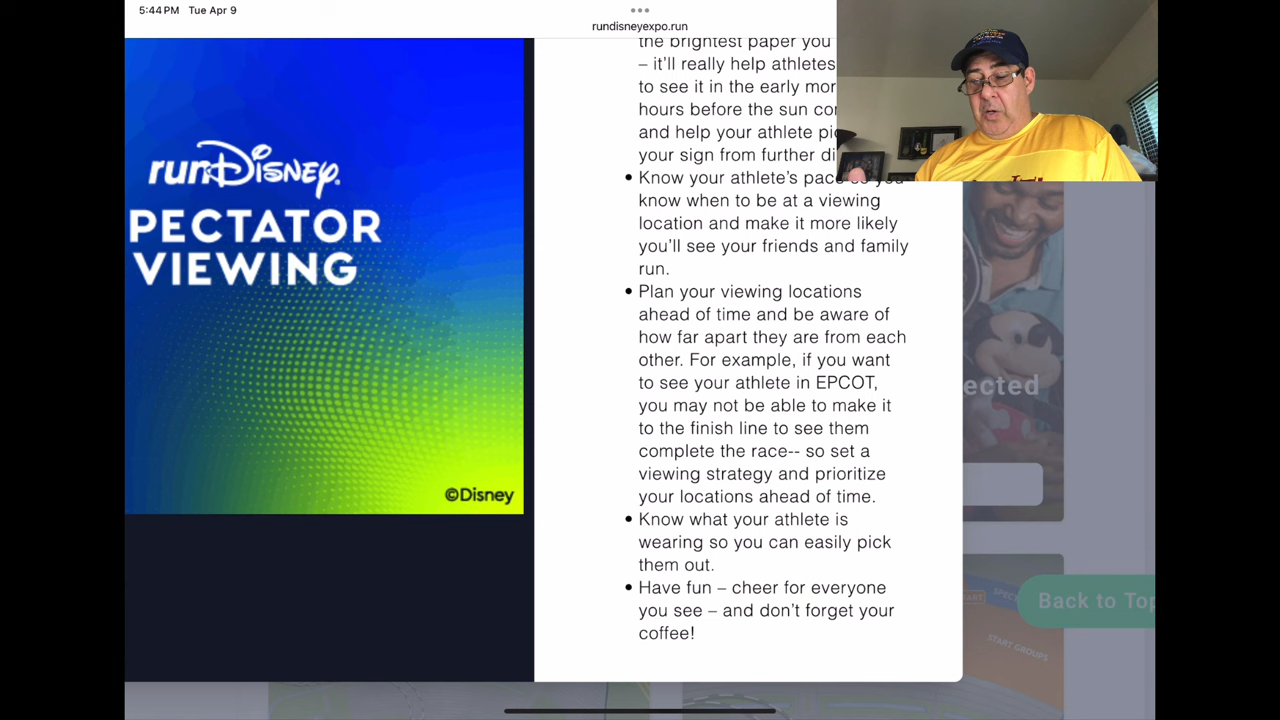 5:44 PM Tue Apr 9
rundisneyexpo.run
runDisney
PECTATOR
VIEWING
©Disney
the brightest paper you
– it'll really help athletes
to see it in the early mor
hours before the sun co
and help your athlete pi
your sign from further di
• Know your athlete's pace so you
know when to be at a viewing
location and make it more likely
you'll see your friends and family
run.
• Plan your viewing locations
ahead of time and be aware of
how far apart they are from each
other. For example, if you want
to see your athlete in EPCOT,
you may not be able to make it
to the finish line to see them
complete the race-- so set a
viewing strategy and prioritize
your locations ahead of time.
• Know what your athlete is
wearing so you can easily pick
them out.
• Have fun – cheer for everyone
you see – and don't forget your
coffee!
ected
Back to Top
START GROUPS